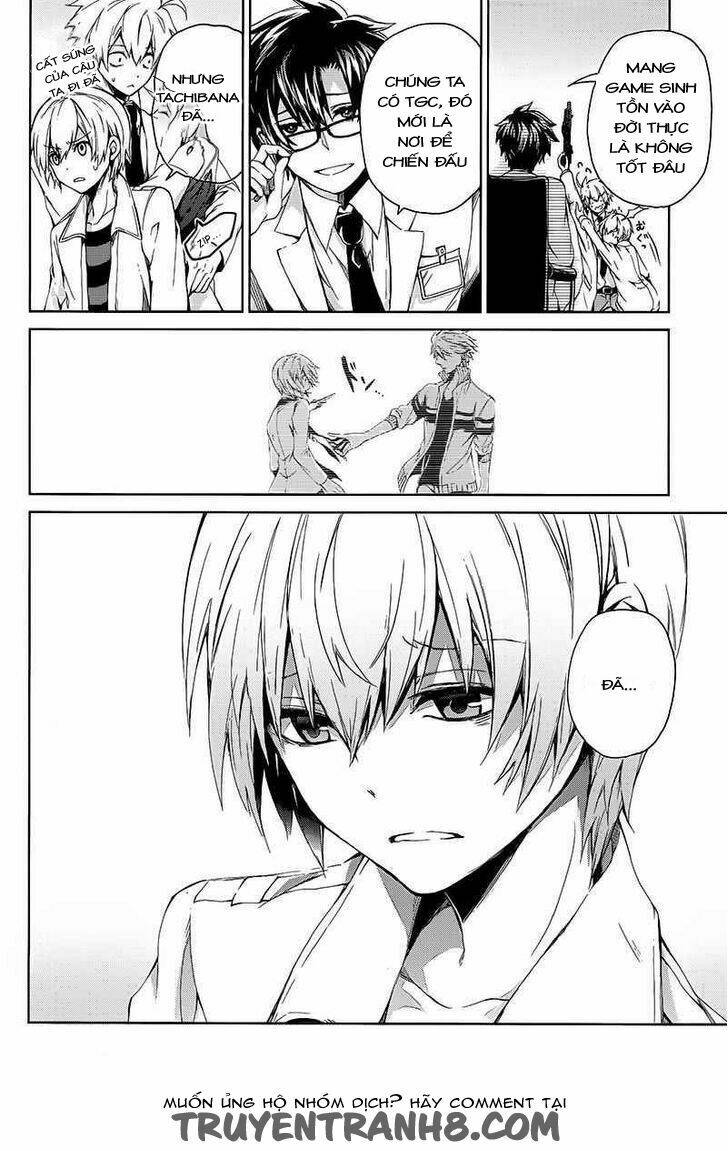 MANG
GAME SINH
TỒN VÀO
ĐỜI THỰC
LÀ KHÔNG
TỐT ĐÂU
CHÚNG TA
CÓ TGC, ĐÓ
MỚI LÀ
NƠI ĐỂ
CHIẾN ĐẤU
NHƯNG
TACHIBANA
ĐÃ...
CẤT SÚNG
CỦA CẬU
TA ĐI ĐÃ
ZIP...
ĐÃ...
MUỐN ỦNG HỘ NHÓM DỊCH? HÃY COMMENT TẠI
TRUYENTRANH8.COM